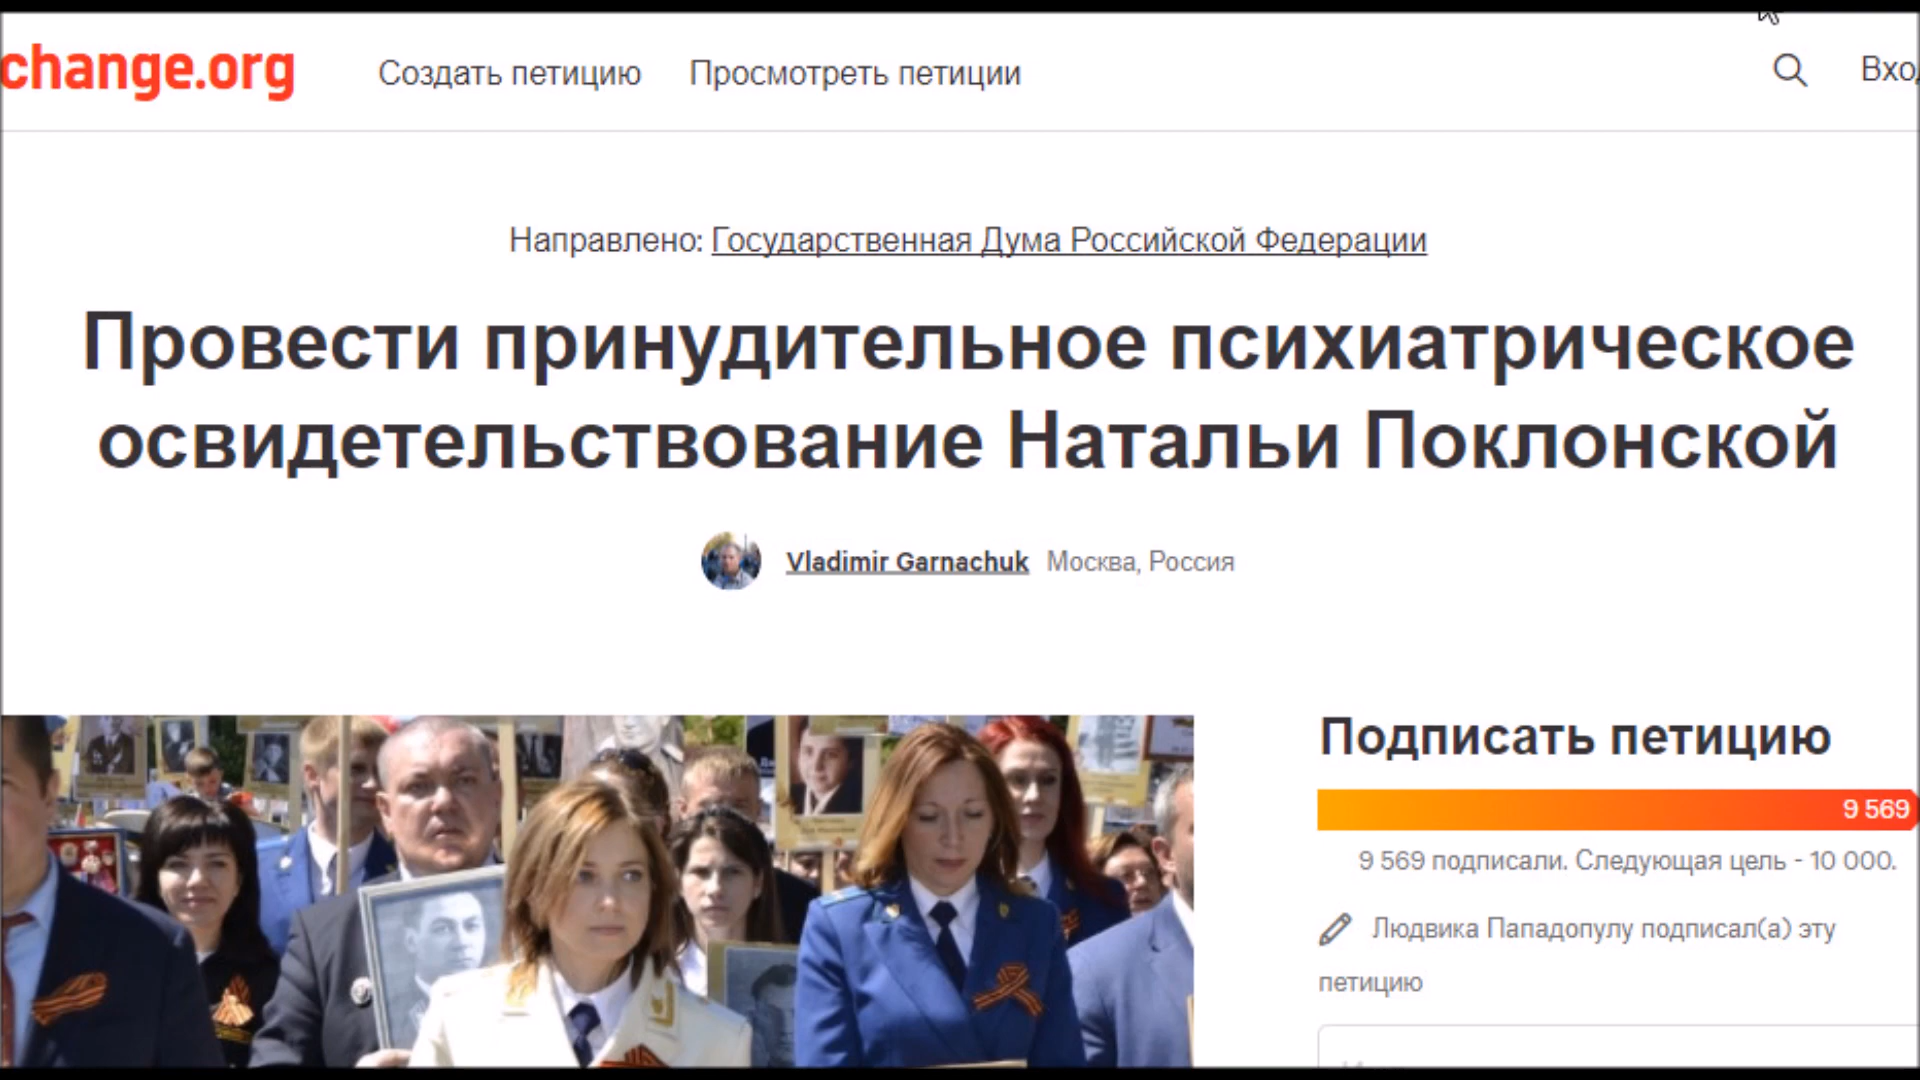 change.org
Создать петицию
Просмотреть петиции
Направлено: Государственная Дума Российской Федерации
Провести принудительное психиатрическое
освидетельствование Натальи Поклонской
Vladimir Garnachuk Москва, Россия
Подписать петицию
9 569
9 569 подписали. Следующая цель - 10 000.
Людвика Пападопулу подписал(а) эту
петицию